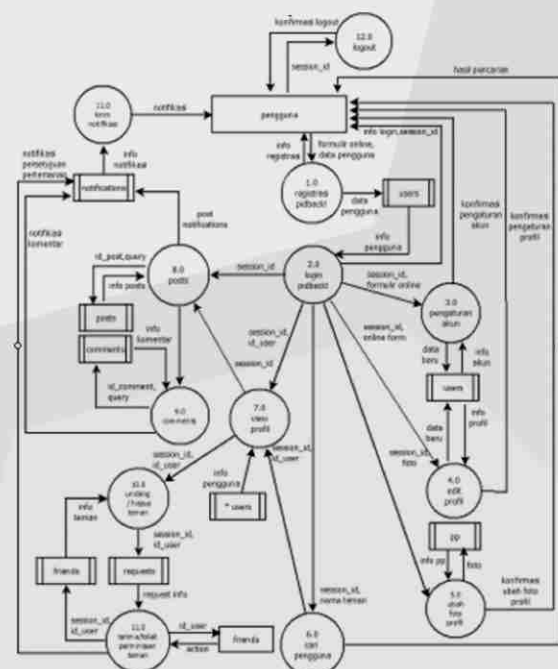 konfirmasi logout
12.0
logout
session_id
hasil pencarian
11.0
kirim
notifikasi
notifikasi
pengguna
info login,session_id
info
registrasi
formulir online,
data pengguna
notifikasi
persetujuan
pertemanan
info
notifikasi
notifications
1.0
registrasi
pidbackl
data
pengguna
users
konfirmasi
pengaturan
akun
konfirmasi
pengaturan
profil
notifikasi
komentar
post
notifications
info
pengguna
id_post,query
info posts
8.0
posts
session_id
2.0
login
pidbackl
session_id,
formulir online
3.0
pengaturan
akun
posts
comments
info
komentar
session_id
session_id,
id_user
session_id,
online form
data
baru
info
akun
users
id_comment,
query
9.0
comments
7.0
view
profil
data
baru
info
profil
session_id,
id_user
session_id,
id_user
session_id,
foto
10.0
teman
info
pengguna
* users
4.0
edit
profil
info
teman
session_id,
id_user
pp
info pp
foto
friends
requests
request info
session_id,
nama teman
konfirmasi
ubah foto
profil
5.0
ubah
foto
profil
session_id,
id_user
11.0
terima/tolak
permintaan
teman
id_user
action
friends
6.0
cari
pengguna